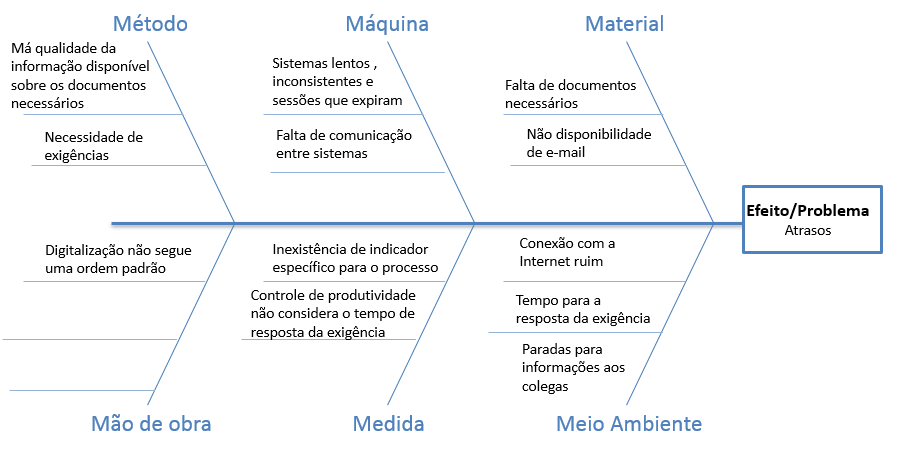 Método
Máquina
Material
Má qualidade da
informação disponível
sobre os documentos
necessários
Sistemas lentos ,
inconsistentes e
sessões que expiram
Falta de documentos
necessários
Necessidade de
exigências
Falta de comunicação
entre sistemas
Não disponibilidade
de e-mail
Efeito/Problema
Atrasos
Digitalização não segue
uma ordem padrão
Inexistência de indicador
específico para o processo
Conexão com a
Internet ruim
Controle de produtividade
não considera o tempo de
resposta da exigência
Tempo para a
resposta da exigência
Paradas para
informações aos
colegas
Mão de obra
Medida
Meio Ambiente